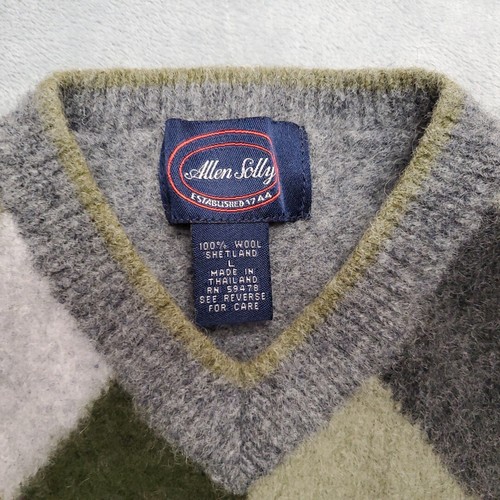 Allen Solly
ESTABLISHED 1744
100% WOOL
SHETLAND
L
MADE IN
THAILAND
RN 59478
SEE REVERSE
FOR CARE